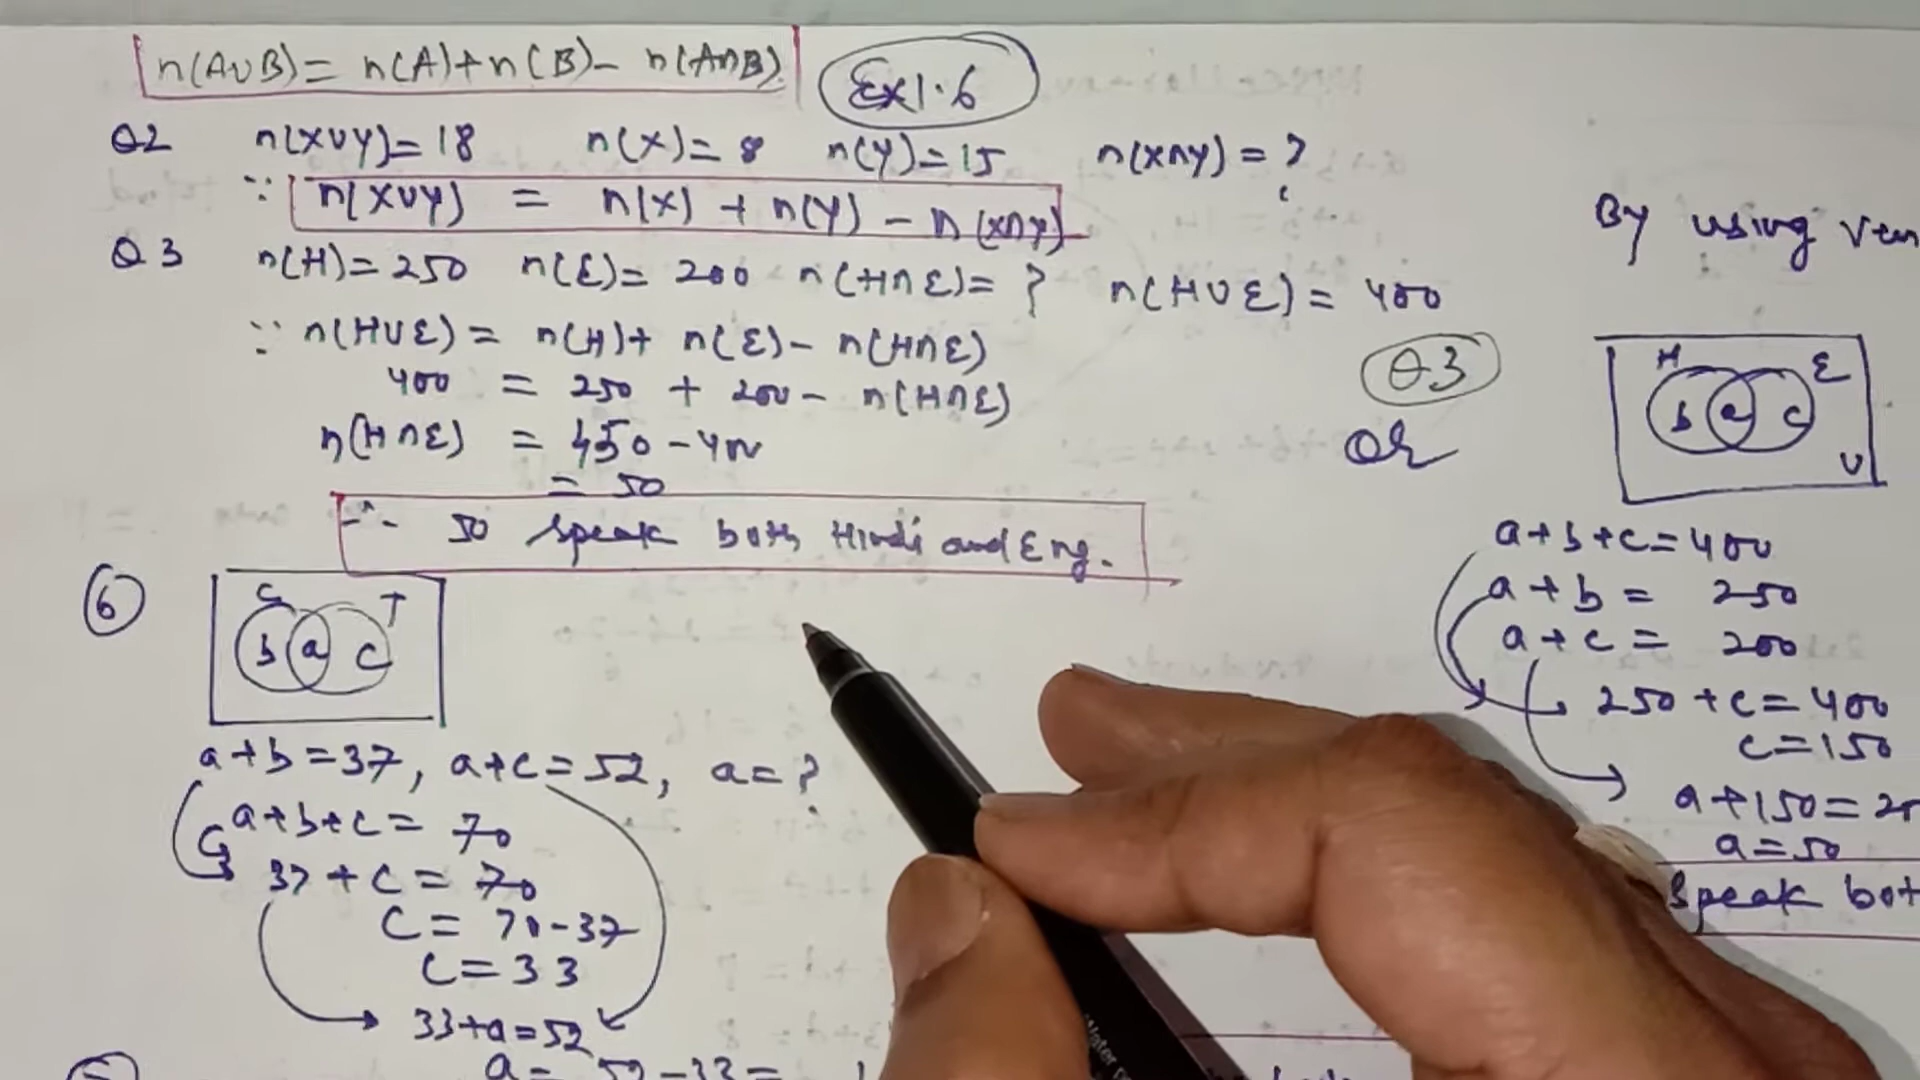 n(A∪B) = n(A)+n(B) - n(A∩B)
Ex 1.6
Q2 n(X∪Y) = 18 n(X) = 8 n(Y) = 15 n(X∩Y) = ?
∵ n(X∪Y) = n(X) + n(Y) - n(X∩Y)
Q3 n(H) = 250 n(E) = 200 n(H∩E) = ? n(H∪E) = 400
∵ n(H∪E) = n(H) + n(E) - n(H∩E)
400 = 250 + 200 - n(H∩E)
n(H∩E) = 450 - 400
= 50
∴ 50 speak both Hindi and Eng.
⑥
G T
b a c
a+b = 37, a+c = 52, a = ?
a+b+c = 70
37 + c = 70
c = 70-37
c = 33
33+a = 52
By using Ven
Q3
or
H E
b a c
U
a+b+c = 400
a+b = 250
a+c = 200
250 + c = 400
c = 150
a+150 = 2
a = 50
speak bot